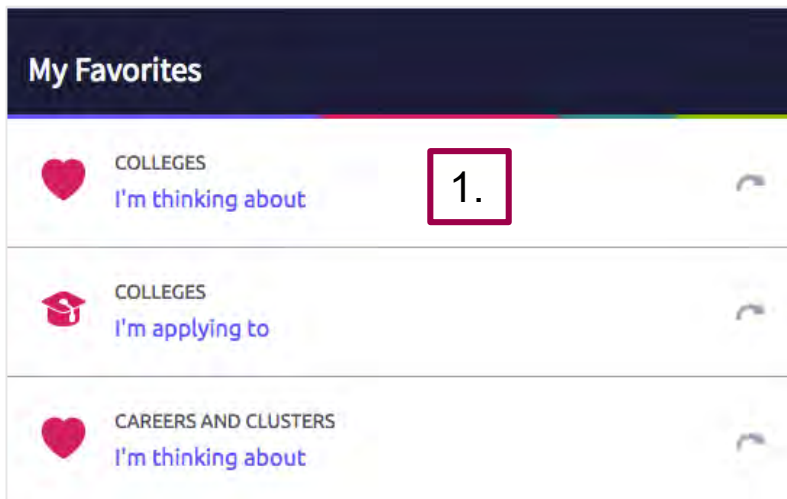 My Favorites
COLLEGES
I'm thinking about
1.
COLLEGES
I'm applying to
CAREERS AND CLUSTERS
I'm thinking about